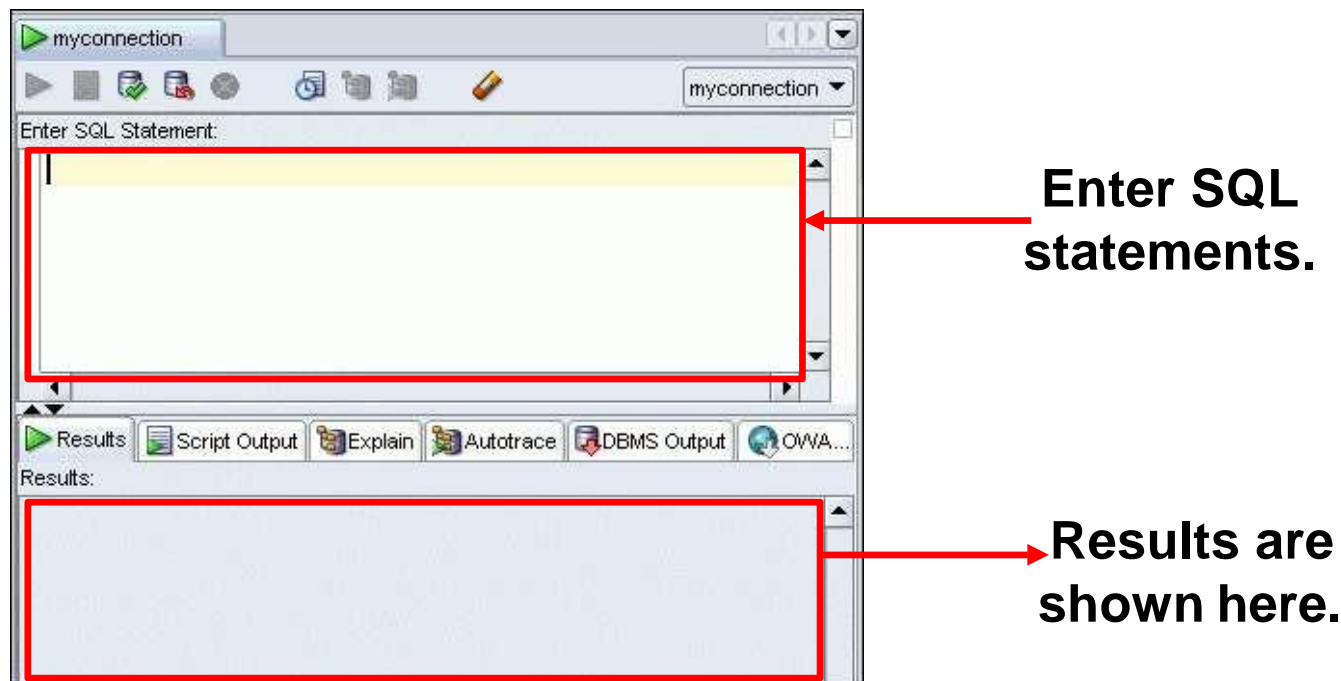 myconnection
myconnection
Enter SQL Statement:
Enter SQL
statements.
Results Script Output Explain Autotrace DBMS Output OWA...
Results:
Results are
shown here.